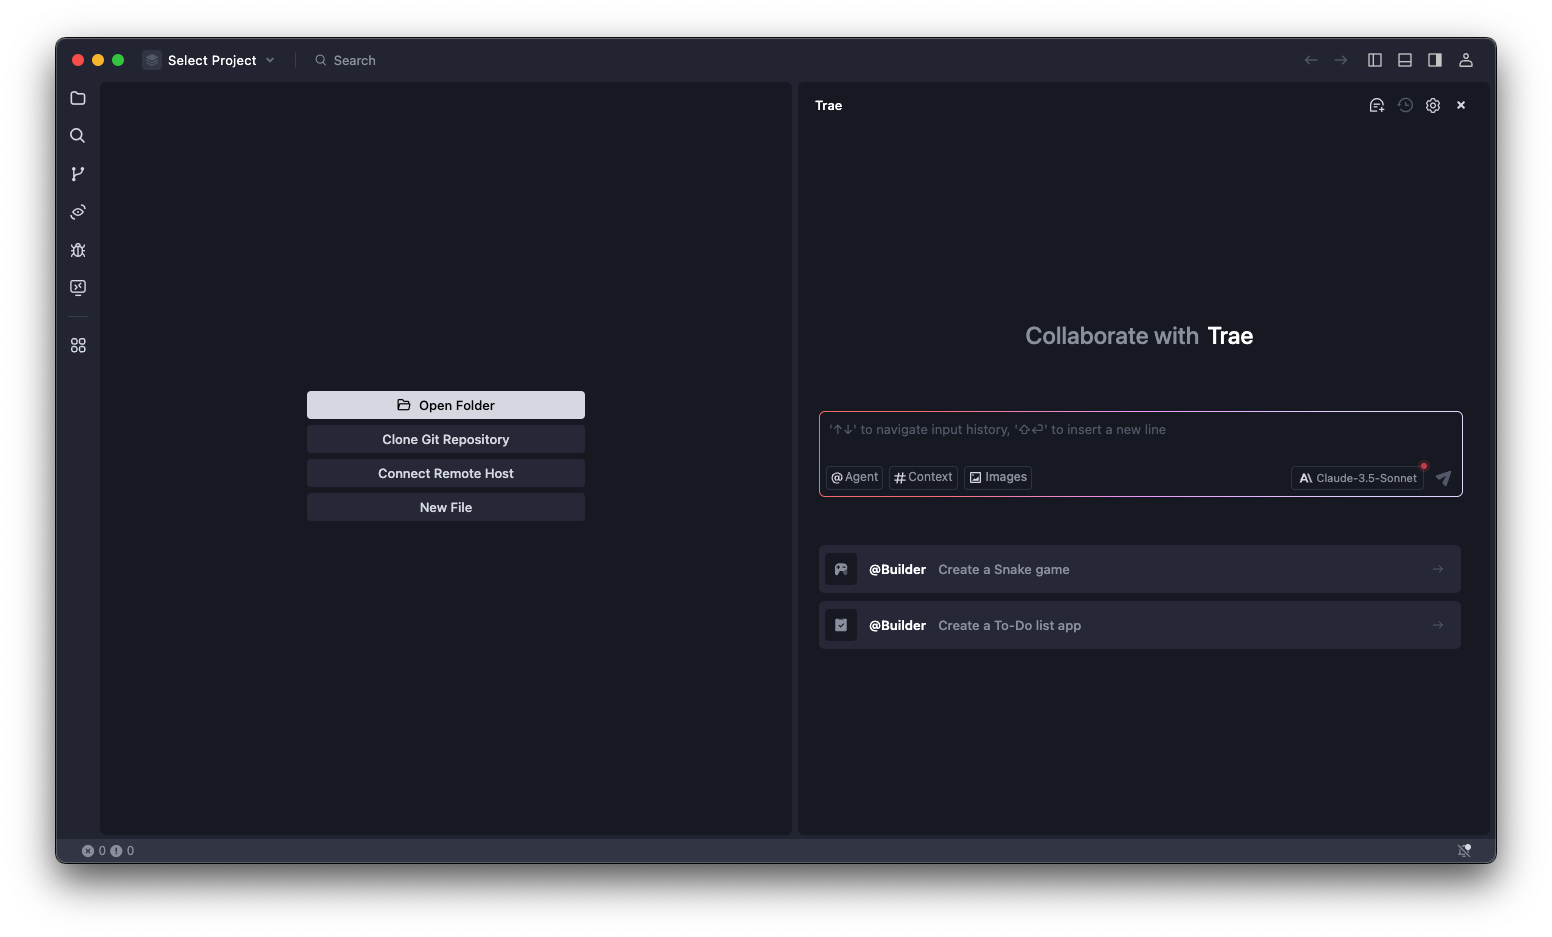 Select Project
Search
Trae
Collaborate with Trae
Open Folder
Clone Git Repository
Connect Remote Host
New File
'↑↓' to navigate input history, '⇧⏎' to insert a new line
@ Agent
# Context
Images
A\ Claude-3.5-Sonnet
@Builder Create a Snake game
@Builder Create a To-Do list app
0 0